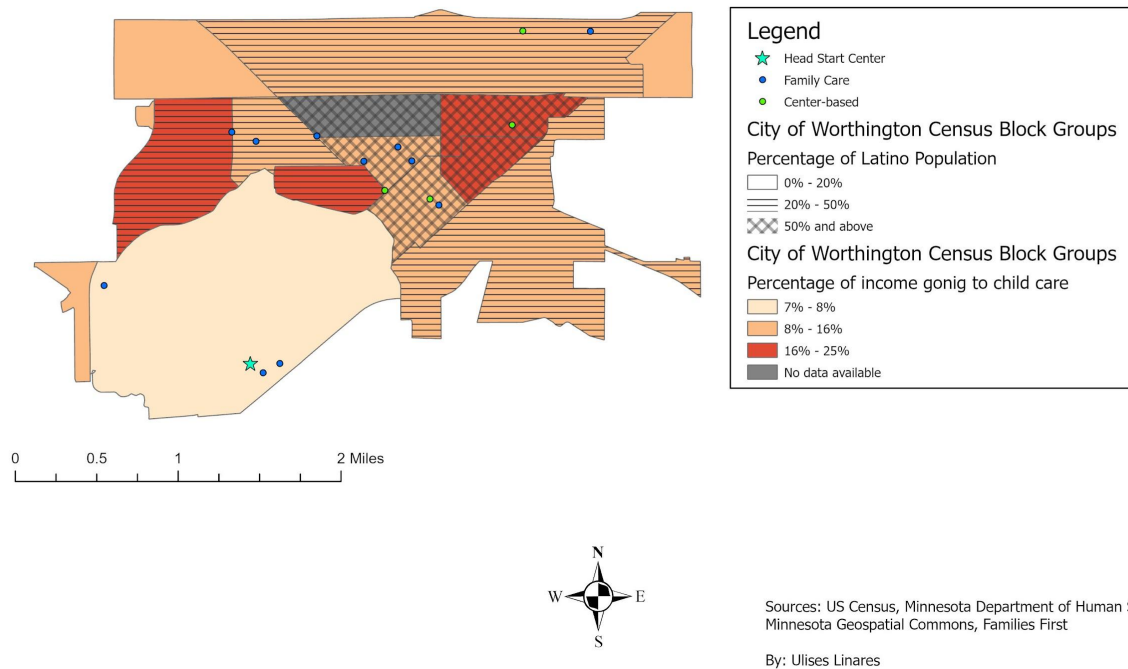 Legend
Head Start Center
Family Care
Center-based
City of Worthington Census Block Groups
Percentage of Latino Population
0% - 20%
20% - 50%
50% and above
City of Worthington Census Block Groups
Percentage of income gonig to child care
7% - 8%
8% - 16%
16% - 25%
No data available
0 0.5 1 2 Miles
N
W E
S
Sources: US Census, Minnesota Department of Human S
Minnesota Geospatial Commons, Families First
By: Ulises Linares